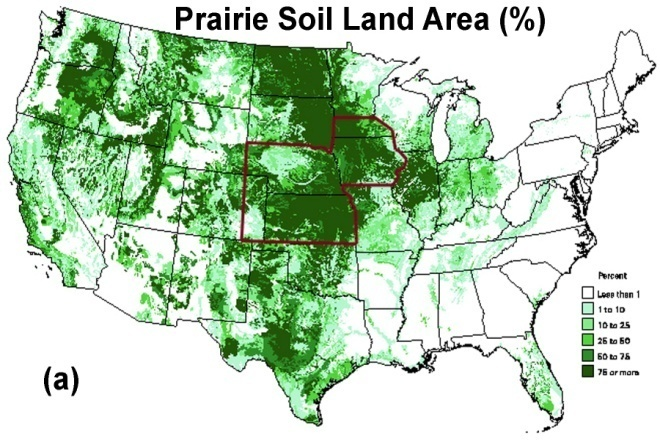 Prairie Soil Land Area (%)
Percent
Less than 1
1 to 10
10 to 25
25 to 50
50 to 75
75 or more
(a)